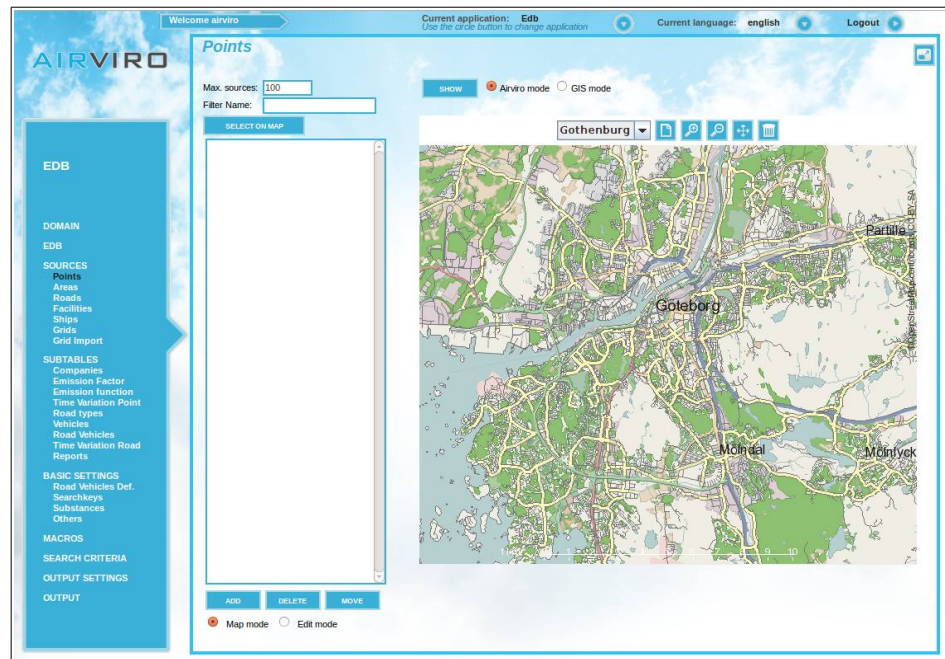 Welcome airviro
Current application: Edb
Use the circle button to change application
Current language: english
Logout
AIRVIRO
Points
Max. sources: 100
Filter Name:
SELECT ON MAP
SHOW
Airviro mode
GIS mode
Gothenburg
EDB
DOMAIN
EDB
SOURCES
Points
Areas
Roads
Facilities
Ships
Grids
Grid Import
SUBTABLES
Companies
Emission Factor
Emission function
Time Variation Point
Road types
Vehicles
Road Vehicles
Time Variation Road
Reports
BASIC SETTINGS
Road Vehicles Def.
Searchkeys
Substances
Others
MACROS
SEARCH CRITERIA
OUTPUT SETTINGS
OUTPUT
Partille
Göteborg
Mölndal
Mölnlyck
7
9
10
ADD
DELETE
MOVE
Map mode
Edit mode